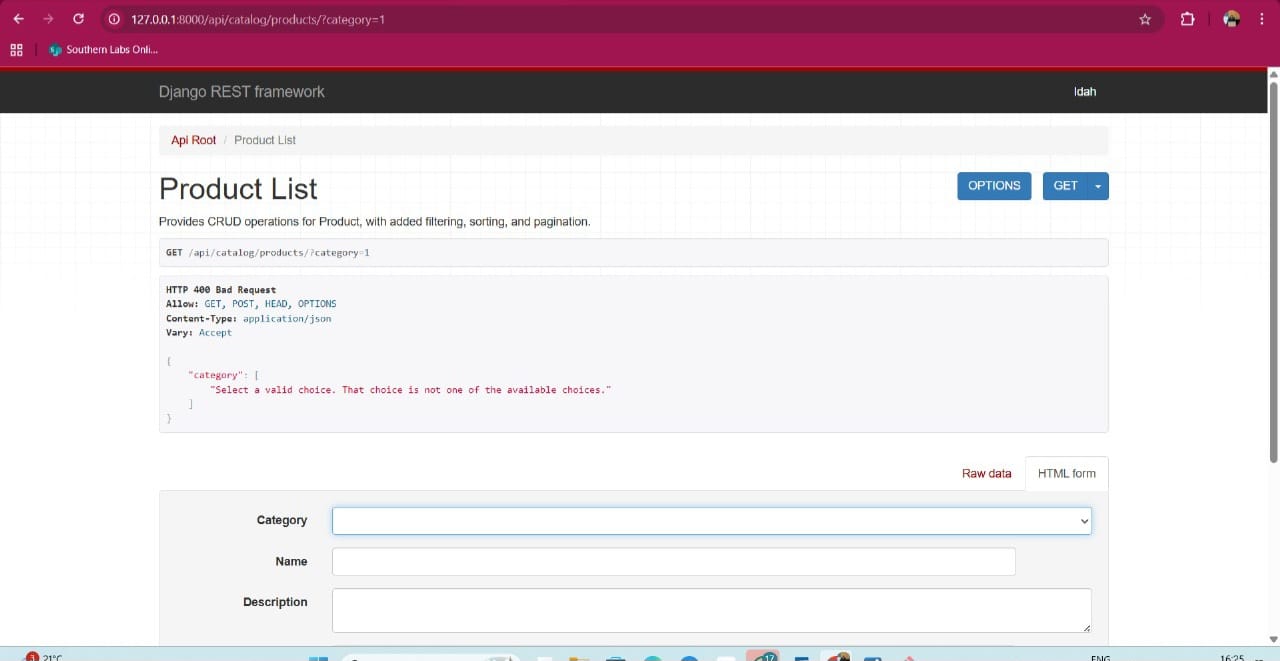 127.0.0.1:8000/api/catalog/products/?category=1
Southern Labs Onli...
Django REST framework
Idah
Api Root / Product List
Product List
OPTIONS
GET
Provides CRUD operations for Product, with added filtering, sorting, and pagination.
GET /api/catalog/products/?category=1
HTTP 400 Bad Request
Allow: GET, POST, HEAD, OPTIONS
Content-Type: application/json
Vary: Accept
{
"category": [
"Select a valid choice. That choice is not one of the available choices."
]
}
Raw data
HTML form
Category
Name
Description
3
21°C
17
ENG
16:25